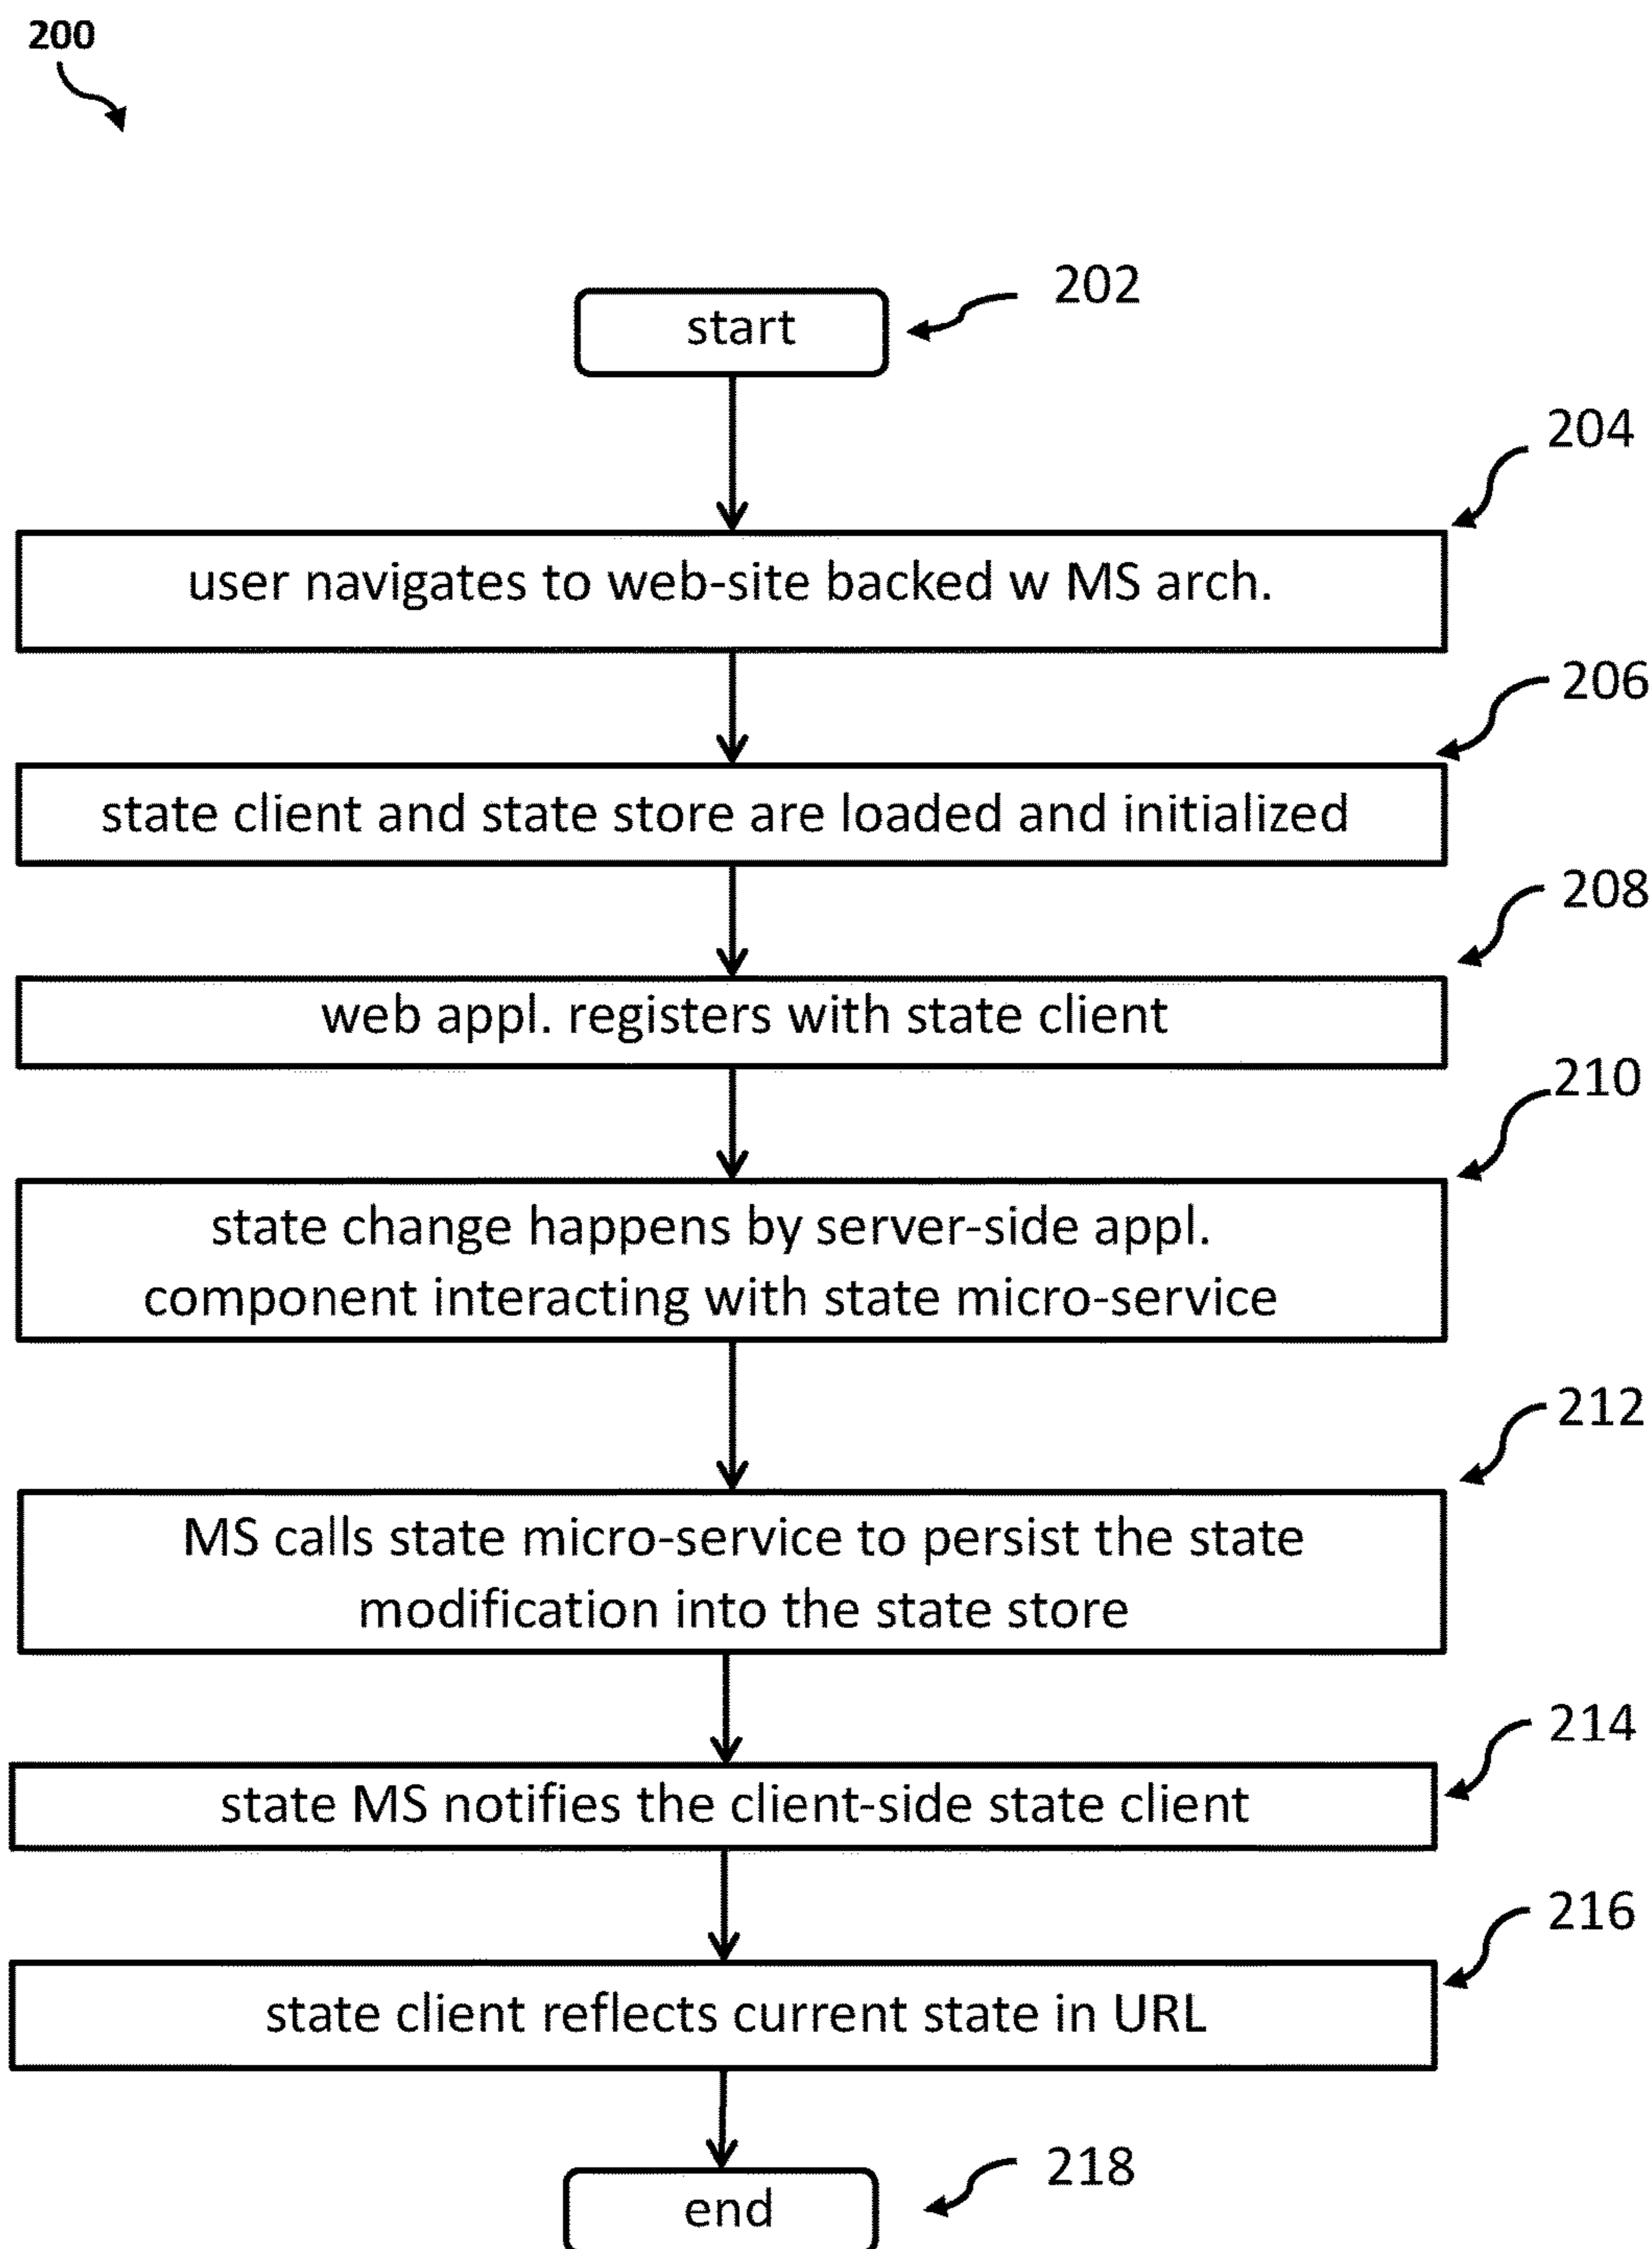 200
202
start
204
user navigates to web-site backed w MS arch.
206
state client and state store are loaded and initialized
208
web appl. registers with state client
210
state change happens by server-side appl.
component interacting with state micro-service
212
MS calls state micro-service to persist the state
modification into the state store
214
state MS notifies the client-side state client
216
state client reflects current state in URL
218
end